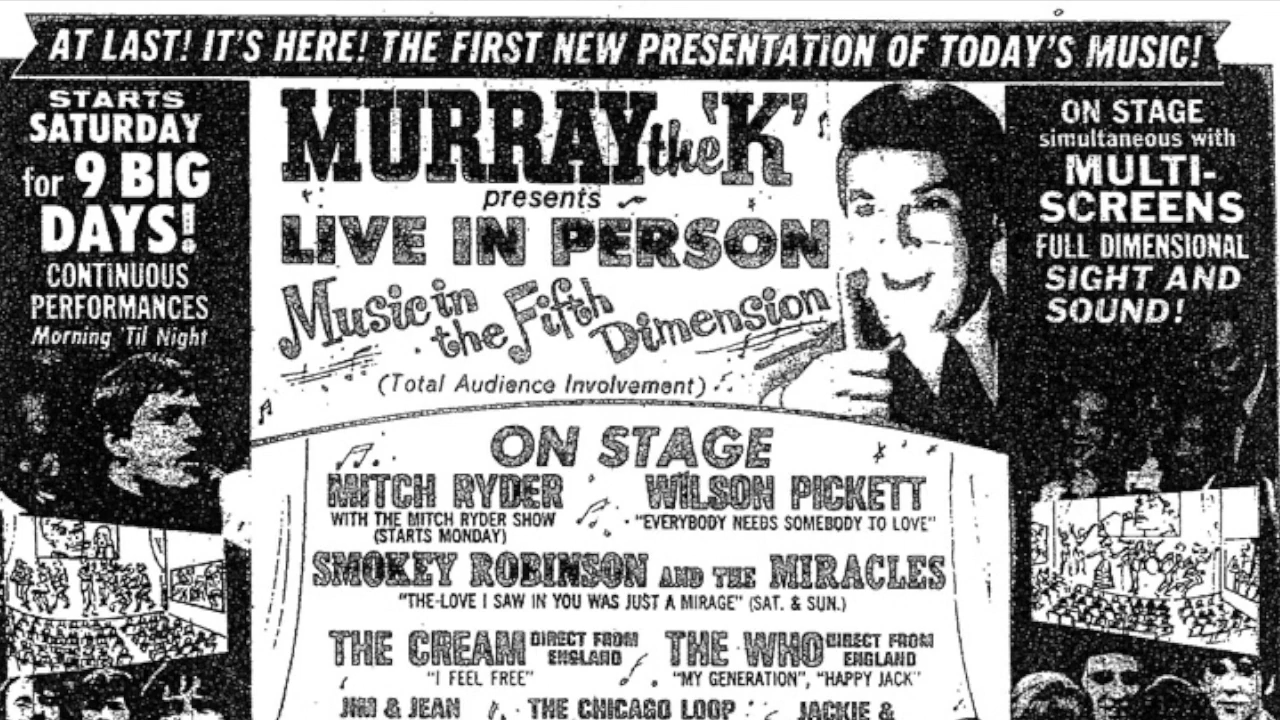 AT LAST! IT'S HERE! THE FIRST NEW PRESENTATION OF TODAY'S MUSIC!
STARTS
SATURDAY
for 9 BIG
DAYS!
CONTINUOUS
PERFORMANCES
Morning 'Til Night
MURRAY the 'K'
presents
LIVE IN PERSON
Music in
the Fifth
Dimension
(Total Audience Involvement)
ON STAGE
simultaneous with
MULTI-
SCREENS
FULL DIMENSIONAL
SIGHT AND
SOUND!
ON STAGE
MITCH RYDER
WITH THE MITCH RYDER SHOW
(STARTS MONDAY)
WILSON PICKETT
"EVERYBODY NEEDS SOMEBODY TO LOVE"
SMOKEY ROBINSON AND THE MIRACLES
"THE-LOVE I SAW IN YOU WAS JUST A MIRAGE" (SAT. & SUN.)
THE CREAM DIRECT FROM
ENGLAND
"I FEEL FREE"
THE WHO DIRECT FROM
ENGLAND
"MY GENERATION", "HAPPY JACK"
JIM & JEAN
THE CHICAGO LOOP
JACKIE &